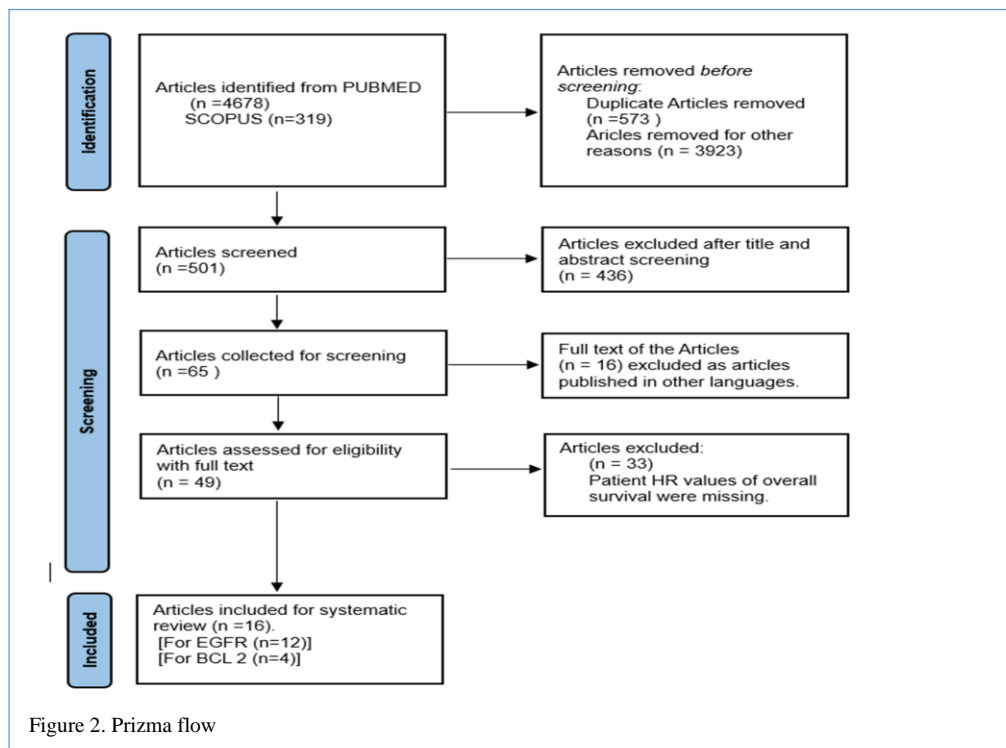 Identification
Articles identified from PUBMED
(n =4678)
SCOPUS (n=319)
Articles removed before
screening:
Duplicate Articles removed
(n =573 )
Aricles removed for other
reasons (n = 3923)
Screening
Articles screened
(n =501)
Articles excluded after title and
abstract screening
(n = 436)
Articles collected for screening
(n =65 )
Full text of the Articles
(n = 16) excluded as articles
published in other languages.
Articles assessed for eligibility
with full text
(n = 49)
Articles excluded:
(n = 33)
Patient HR values of overall
survival were missing.
Included
Articles included for systematic
review (n =16).
[For EGFR (n=12)]
[For BCL 2 (n=4)]
Figure 2. Prizma flow